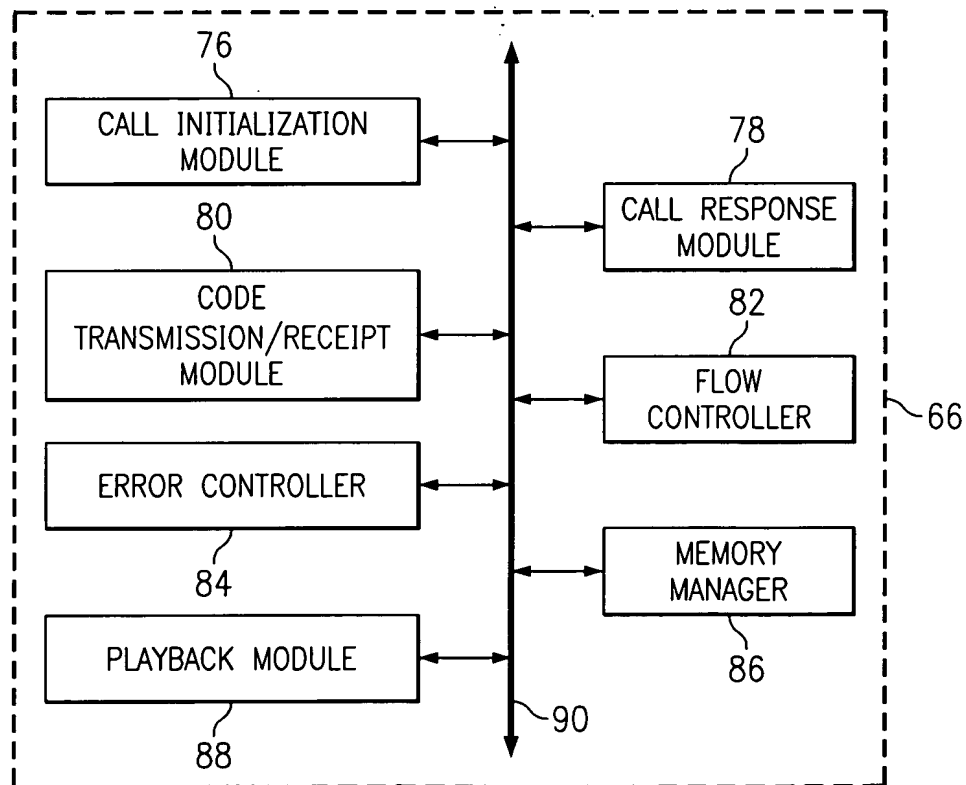 76
CALL INITIALIZATION
MODULE
78
CALL RESPONSE
MODULE
80
CODE
TRANSMISSION/RECEIPT
MODULE
82
FLOW
CONTROLLER
66
ERROR CONTROLLER
84
MEMORY
MANAGER
86
PLAYBACK MODULE
88
90